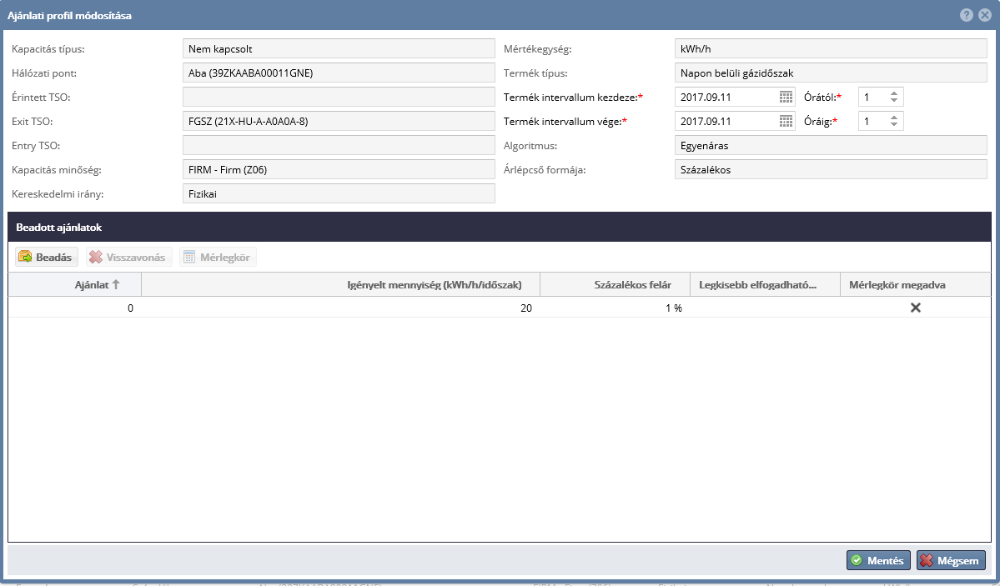 Ajánlati profil módosítása
Kapacitás típus: Nem kapcsolt Mértékegység: kWh/h
Hálózati pont: Aba (39ZKAABA00011GNE) Termék típus: Napon belüli gázidőszak
Érintett TSO: Termék intervallum kezdeze:* 2017.09.11 Órától:* 1
Exit TSO: FGSZ (21X-HU-A-A0A0A-8) Termék intervallum vége:* 2017.09.11 Óráig:* 1
Entry TSO: Algoritmus: Egyenáras
Kapacitás minőség: FIRM - Firm (Z06) Árlépcső formája: Százalékos
Kereskedelmi irány: Fizikai
Beadott ajánlatok
Beadás Visszavonás Mérlegkör
Ajánlat Igényelt mennyiség (kWh/h/időszak) Százalékos felár Legkisebb elfogadható... Mérlegkör megadva
0 20 1 %
Mentés Mégsem